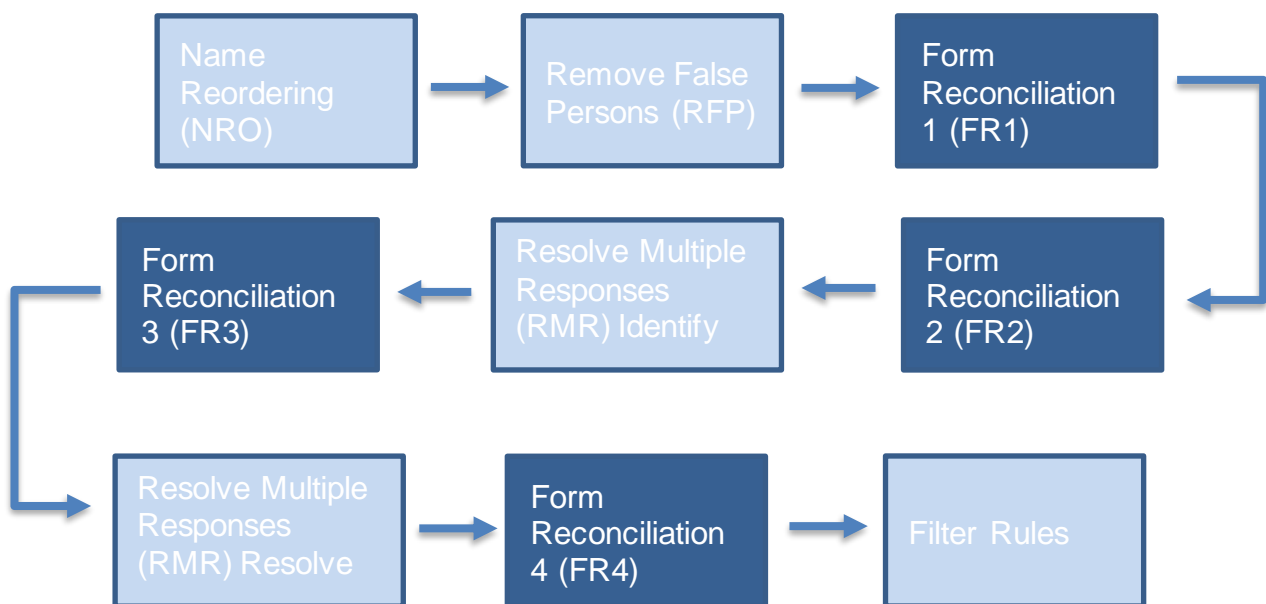 Name
Reordering
(NRO)
Remove False
Persons (RFP)
Form
Reconciliation
1 (FR1)
Form
Reconciliation
2 (FR2)
Resolve Multiple
Responses
(RMR) Identify
Form
Reconciliation
3 (FR3)
Resolve Multiple
Responses
(RMR) Resolve
Form
Reconciliation
4 (FR4)
Filter Rules